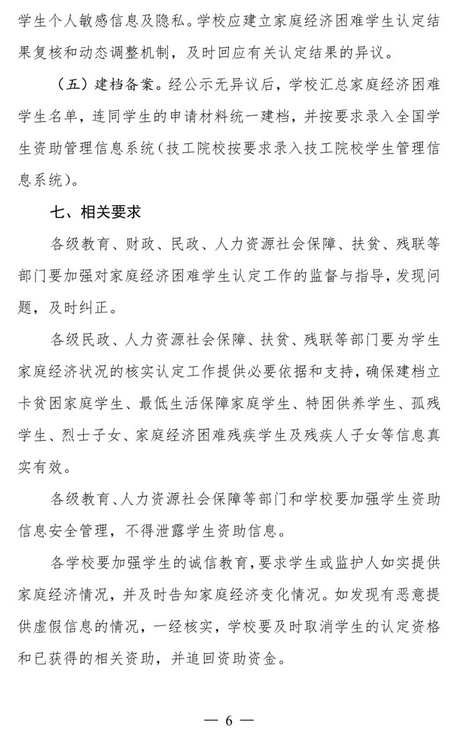 学生个人敏感信息及隐私。学校应建立家庭经济困难学生认定结
果复核和动态调整机制，及时回应有关认定结果的异议。
（五）建档备案。经公示无异议后，学校汇总家庭经济困难
学生名单，连同学生的申请材料统一建档，并按要求录入全国学
生资助管理信息系统（技工院校按要求录入技工院校学生管理信
息系统）。
七、相关要求
各级教育、财政、民政、人力资源社会保障、扶贫、残联等
部门要加强对家庭经济困难学生认定工作的监督与指导，发现问
题，及时纠正。
各级民政、人力资源社会保障、扶贫、残联等部门要为学生
家庭经济状况的核实认定工作提供必要依据和支持，确保建档立
卡贫困家庭学生、最低生活保障家庭学生、特困供养学生、孤残
学生、烈士子女、家庭经济困难残疾学生及残疾人子女等信息真
实有效。
各级教育、人力资源社会保障等部门和学校要加强学生资助
信息安全管理，不得泄露学生资助信息。
各学校要加强学生的诚信教育，要求学生或监护人如实提供
家庭经济情况，并及时告知家庭经济变化情况。如发现有恶意提
供虚假信息的情况，一经核实，学校要及时取消学生的认定资格
和已获得的相关资助，并追回资助资金。
— 6 —